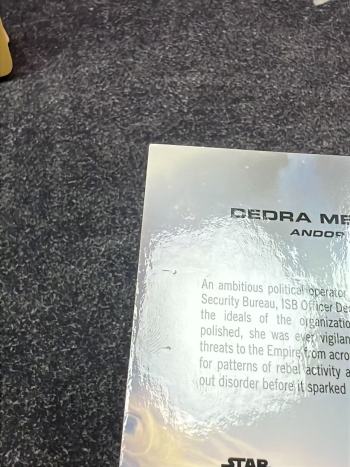 DEDRA ME
ANDOR
An ambitious political operator
Security Bureau, ISB Officer De
the ideals of the organizatio
polished, she was ever vigilan
threats to the Empire from acro
for patterns of rebel activity a
out disorder before it sparked
STAR